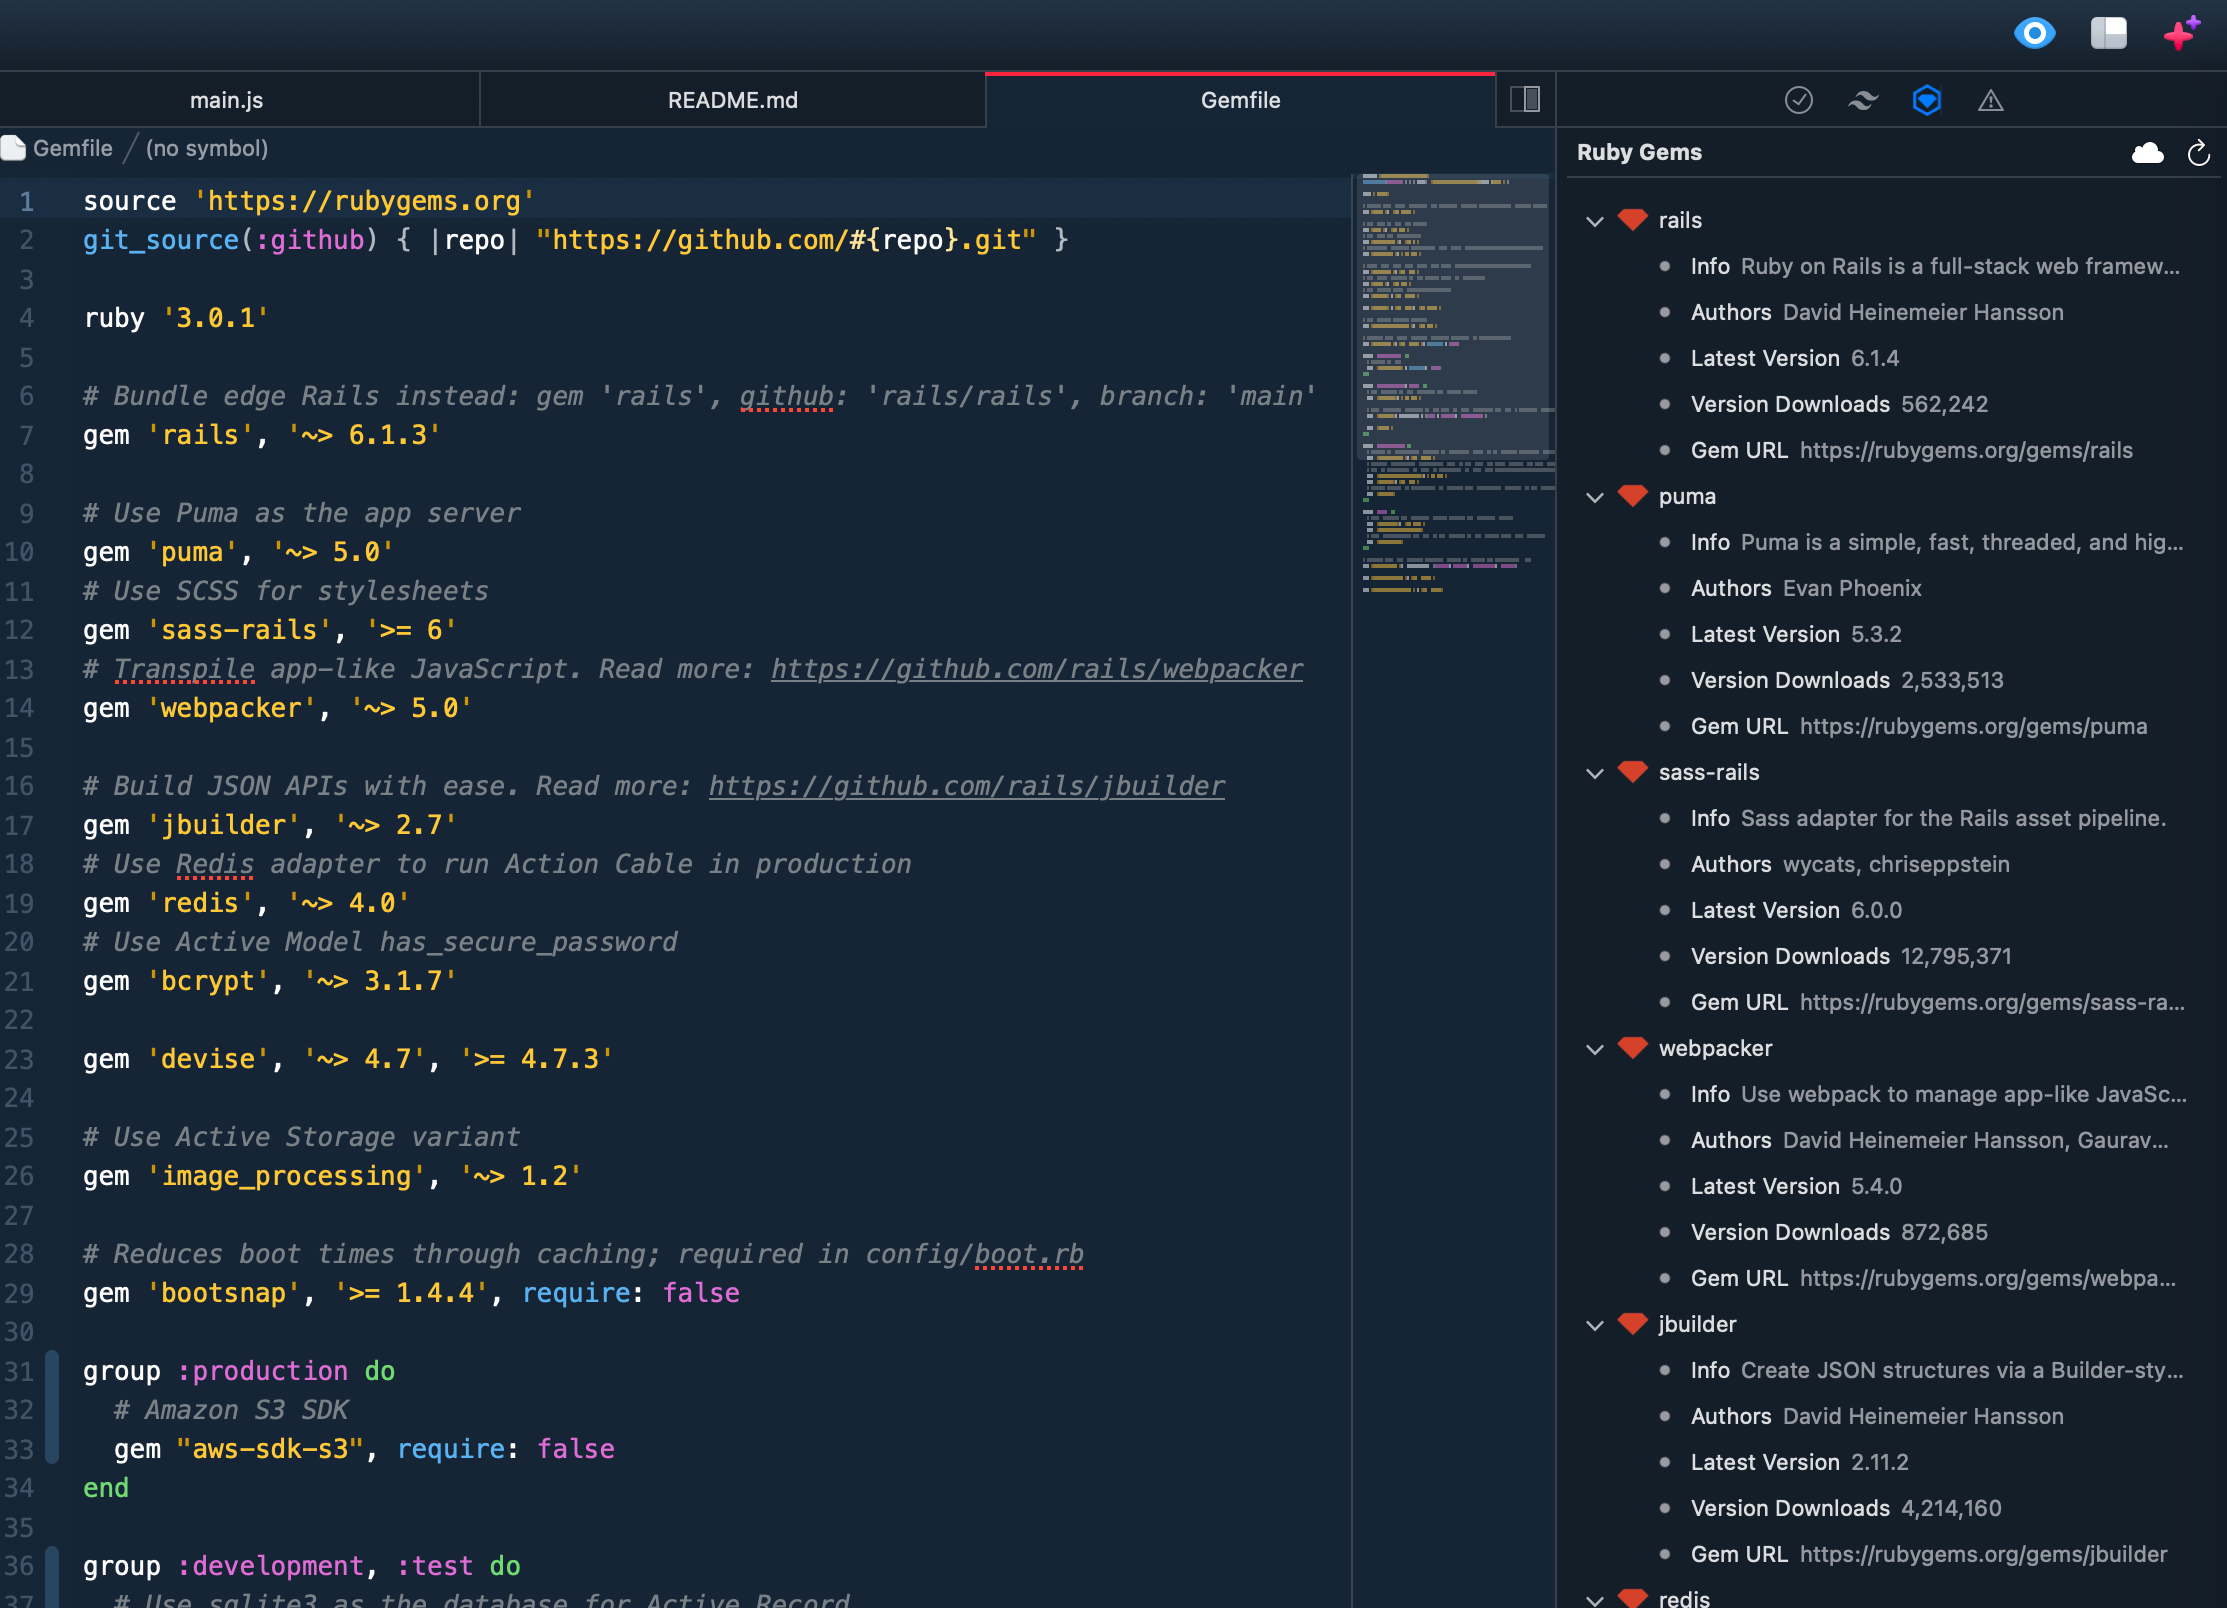 main.js
README.md
Gemfile
Gemfile
(no symbol)
1 source 'https://rubygems.org'
2 git_source(:github) { |repo| "https://github.com/#{repo}.git" }
3
4 ruby '3.0.1'
5
6 # Bundle edge Rails instead: gem 'rails', github: 'rails/rails', branch: 'main'
7 gem 'rails', '~> 6.1.3'
8
9 # Use Puma as the app server
10 gem 'puma', '~> 5.0'
11 # Use SCSS for stylesheets
12 gem 'sass-rails', '>= 6'
13 # Transpile app-like JavaScript. Read more: https://github.com/rails/webpacker
14 gem 'webpacker', '~> 5.0'
15
16 # Build JSON APIs with ease. Read more: https://github.com/rails/jbuilder
17 gem 'jbuilder', '~> 2.7'
18 # Use Redis adapter to run Action Cable in production
19 gem 'redis', '~> 4.0'
20 # Use Active Model has_secure_password
21 gem 'bcrypt', '~> 3.1.7'
22
23 gem 'devise', '~> 4.7', '>= 4.7.3'
24
25 # Use Active Storage variant
26 gem 'image_processing', '~> 1.2'
27
28 # Reduces boot times through caching; required in config/boot.rb
29 gem 'bootsnap', '>= 1.4.4', require: false
30
31 group :production do
32 # Amazon S3 SDK
33 gem "aws-sdk-s3", require: false
34 end
35
36 group :development, :test do
37 # Use sqlite3 as the database for Active Record
Ruby Gems
rails
Info Ruby on Rails is a full-stack web framew...
Authors David Heinemeier Hansson
Latest Version 6.1.4
Version Downloads 562,242
Gem URL https://rubygems.org/gems/rails
puma
Info Puma is a simple, fast, threaded, and hig...
Authors Evan Phoenix
Latest Version 5.3.2
Version Downloads 2,533,513
Gem URL https://rubygems.org/gems/puma
sass-rails
Info Sass adapter for the Rails asset pipeline.
Authors wycats, chriseppstein
Latest Version 6.0.0
Version Downloads 12,795,371
Gem URL https://rubygems.org/gems/sass-ra...
webpacker
Info Use webpack to manage app-like JavaSc...
Authors David Heinemeier Hansson, Gaurav...
Latest Version 5.4.0
Version Downloads 872,685
Gem URL https://rubygems.org/gems/webpa...
jbuilder
Info Create JSON structures via a Builder-sty...
Authors David Heinemeier Hansson
Latest Version 2.11.2
Version Downloads 4,214,160
Gem URL https://rubygems.org/gems/jbuilder
redis